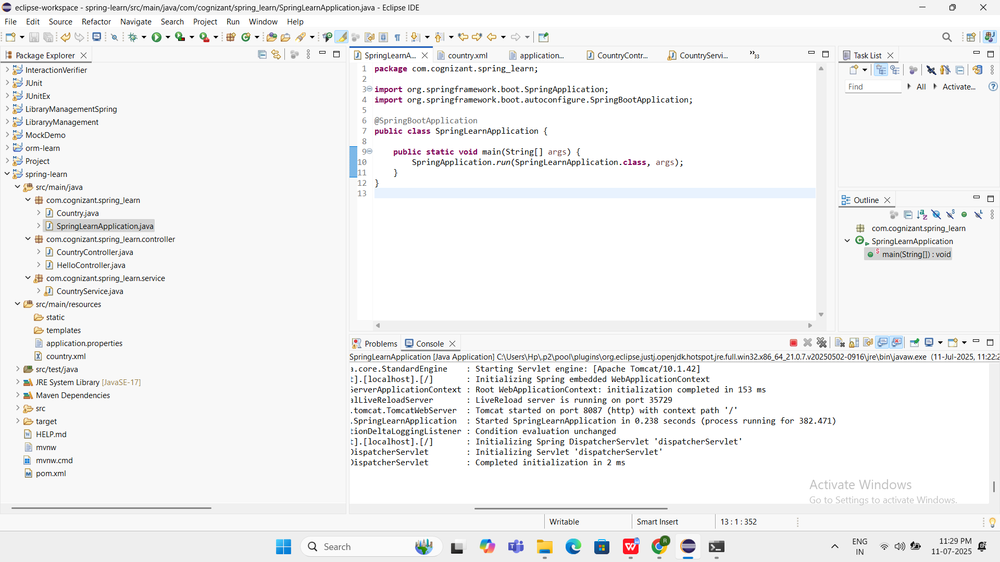 eclipse-workspace - spring-learn/src/main/java/com/cognizant/spring_learn/SpringLearnApplication.java - Eclipse IDE
File Edit Source Refactor Navigate Search Project Run Window Help
Package Explorer
InteractionVerifier
JUnit
JUnitEx
LibraryManagementSpring
LibraryyManagement
MockDemo
orm-learn
Project
spring-learn
src/main/java
com.cognizant.spring_learn
Country.java
SpringLearnApplication.java
com.cognizant.spring_learn.controller
CountryController.java
HelloController.java
com.cognizant.spring_learn.service
CountryService.java
src/main/resources
static
templates
application.properties
country.xml
src/test/java
JRE System Library [JavaSE-17]
Maven Dependencies
src
target
HELP.md
mvnw
mvnw.cmd
pom.xml
SpringLearnA... country.xml application... CountryContr... CountryServi... »33
1 package com.cognizant.spring_learn;
2
3 import org.springframework.boot.SpringApplication;
4 import org.springframework.boot.autoconfigure.SpringBootApplication;
5
6 @SpringBootApplication
7 public class SpringLearnApplication {
8
9 public static void main(String[] args) {
10 SpringApplication.run(SpringLearnApplication.class, args);
11 }
12 }
13
Task List
Find All Activate...
Outline
com.cognizant.spring_learn
SpringLearnApplication
main(String[]) : void
Problems Console
SpringLearnApplication [Java Application] C:\Users\Hp\.p2\pool\plugins\org.eclipse.justj.openjdk.hotspot.jre.full.win32.x86_64_21.0.7.v20250502-0916\jre\bin\javaw.exe (11-Jul-2025, 11:22:2
a.core.StandardEngine : Starting Servlet engine: [Apache Tomcat/10.1.42]
t].[localhost].[/] : Initializing Spring embedded WebApplicationContext
ServerApplicationContext : Root WebApplicationContext: initialization completed in 153 ms
alLiveReloadServer : LiveReload server is running on port 35729
.tomcat.TomcatWebServer : Tomcat started on port 8087 (http) with context path '/'
.SpringLearnApplication : Started SpringLearnApplication in 0.238 seconds (process running for 382.471)
tionDeltaLoggingListener : Condition evaluation unchanged
t].[localhost].[/] : Initializing Spring DispatcherServlet 'dispatcherServlet'
DispatcherServlet : Initializing Servlet 'dispatcherServlet'
DispatcherServlet : Completed initialization in 2 ms
Activate Windows
Go to Settings to activate Windows.
Writable Smart Insert 13 : 1 : 352
Search
ENG
IN
11:29 PM
11-07-2025